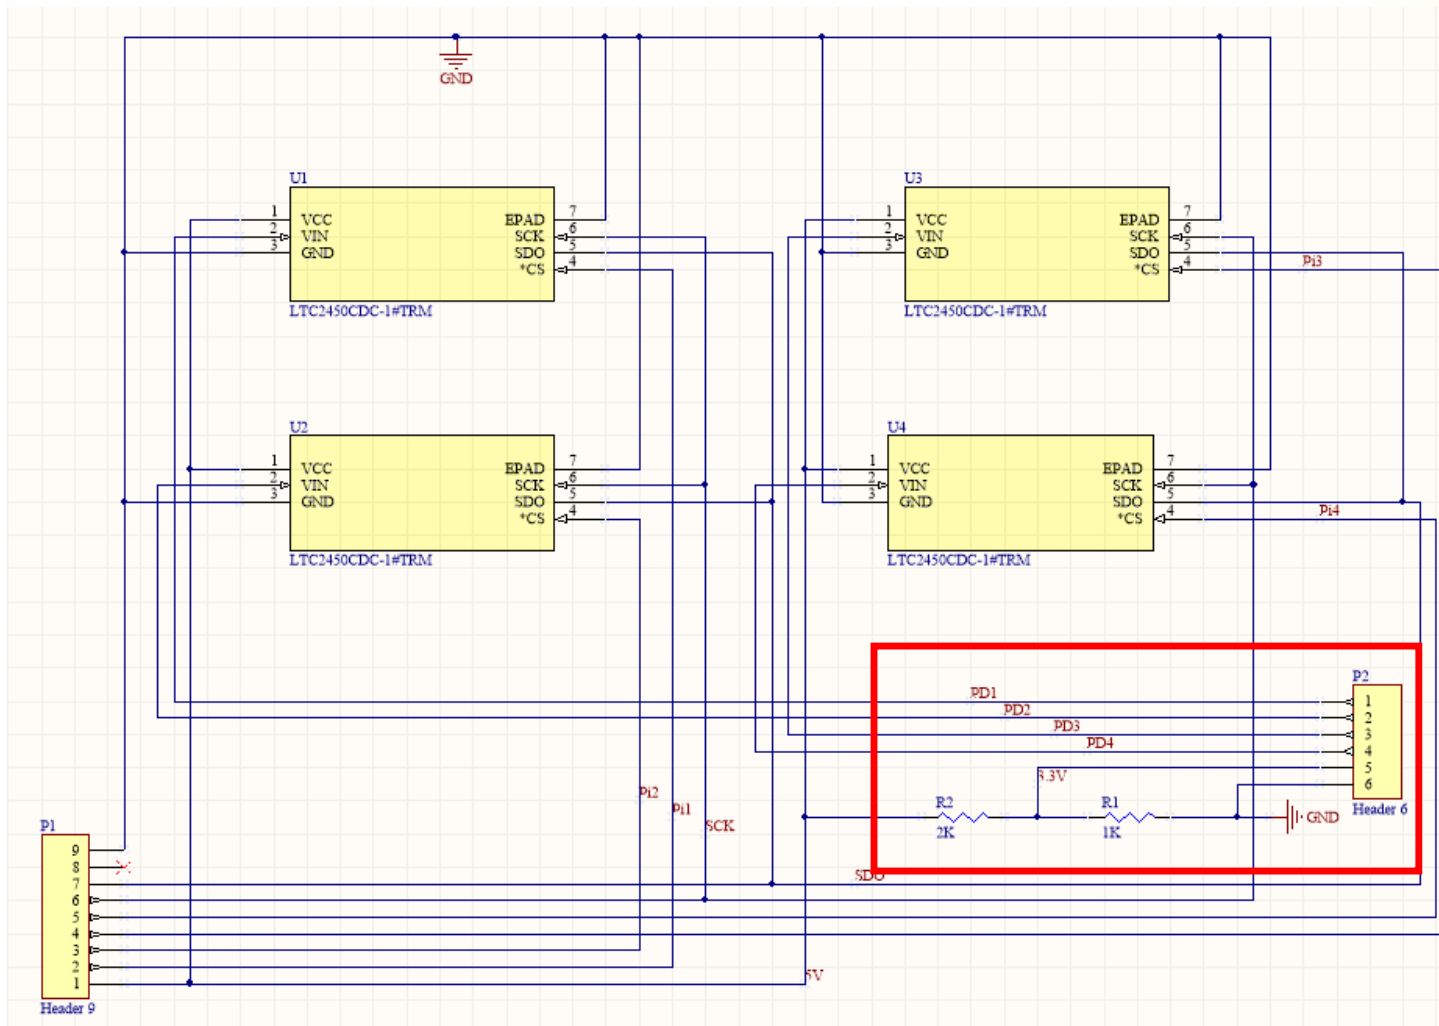 GND
U1
1 VCC EPAD 7
2 VIN SCK 6
3 GND SDO 5
*CS 4
LTC2450CDC-1#TRM
U3
1 VCC EPAD 7
2 VIN SCK 6
3 GND SDO 5
*CS 4
LTC2450CDC-1#TRM
Pi3
U2
1 VCC EPAD 7
2 VIN SCK 6
3 GND SDO 5
*CS 4
LTC2450CDC-1#TRM
U4
1 VCC EPAD 7
2 VIN SCK 6
3 GND SDO 5
*CS 4
LTC2450CDC-1#TRM
Pi4
P2
PD1 1
PD2 2
PD3 3
PD4 4
3.3V 5
6
Header 6
R2
2K
R1
1K
GND
Pi2
Pi1
SCK
SDO
5V
P1
9
8
7
6
5
4
3
2
1
Header 9